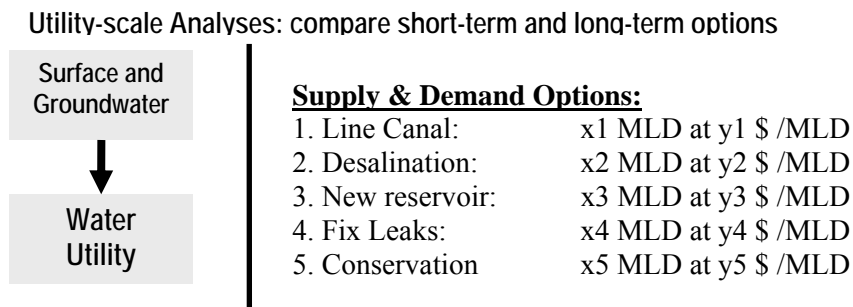 Utility-scale Analyses: compare short-term and long-term options
Surface and
Groundwater
Water
Utility
Supply & Demand Options:
1. Line Canal: x1 MLD at y1 $ /MLD
2. Desalination: x2 MLD at y2 $ /MLD
3. New reservoir: x3 MLD at y3 $ /MLD
4. Fix Leaks: x4 MLD at y4 $ /MLD
5. Conservation x5 MLD at y5 $ /MLD